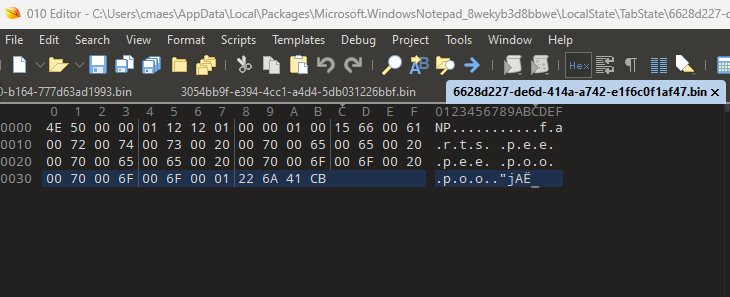 010 Editor - C:\Users\cmaes\AppData\Local\Packages\Microsoft.WindowsNotepad_8wekyb3d8bbwe\LocalState\TabState\6628d227-d
File Edit Search View Format Scripts Templates Debug Project Tools Window Help
0-b164-777d63ad1993.bin 3054bb9f-e394-4cc1-a4d4-5db031226bbf.bin 6628d227-de6d-414a-a742-e1f6c0f1af47.bin ×
Hex
0 1 2 3 4 5 6 7 8 9 A B C D E F 0123456789ABCDEF
0000 4E 50 00 00 01 12 12 01 00 00 01 00 15 66 00 61 NP...........f.a
0010 00 72 00 74 00 73 00 20 00 70 00 65 00 65 00 20 .r.t.s. .p.e.e.
0020 00 70 00 65 00 65 00 20 00 70 00 6F 00 6F 00 20 .p.e.e. .p.o.o.
0030 00 70 00 6F 00 6F 00 01 22 6A 41 CB .p.o.o.."jAË_